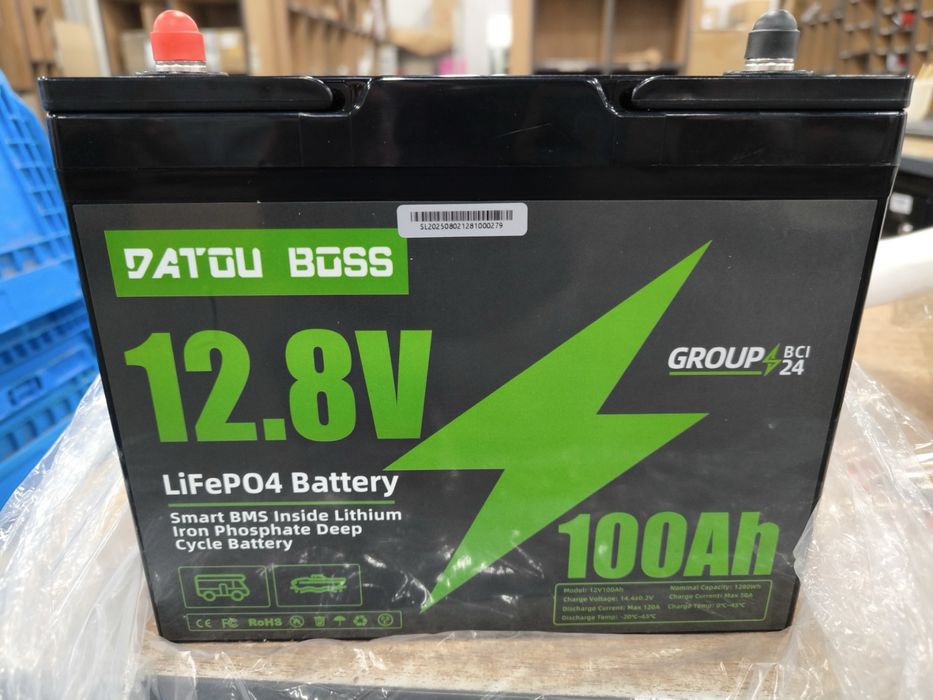 SL202508021281000279
DATOU BOSS
12.8V
GROUP BCI 24
LiFePO4 Battery
Smart BMS Inside Lithium
Iron Phosphate Deep
Cycle Battery
100Ah
Model: 12V100Ah
Nominal Capacity: 1280Wh
Charge Voltage: 14.4±0.2V
Charge Current: Max 50A
Discharge Current: Max 120A
Charge Temp: 0℃~45℃
Discharge Temp: -20℃~65℃
CE FC RoHS